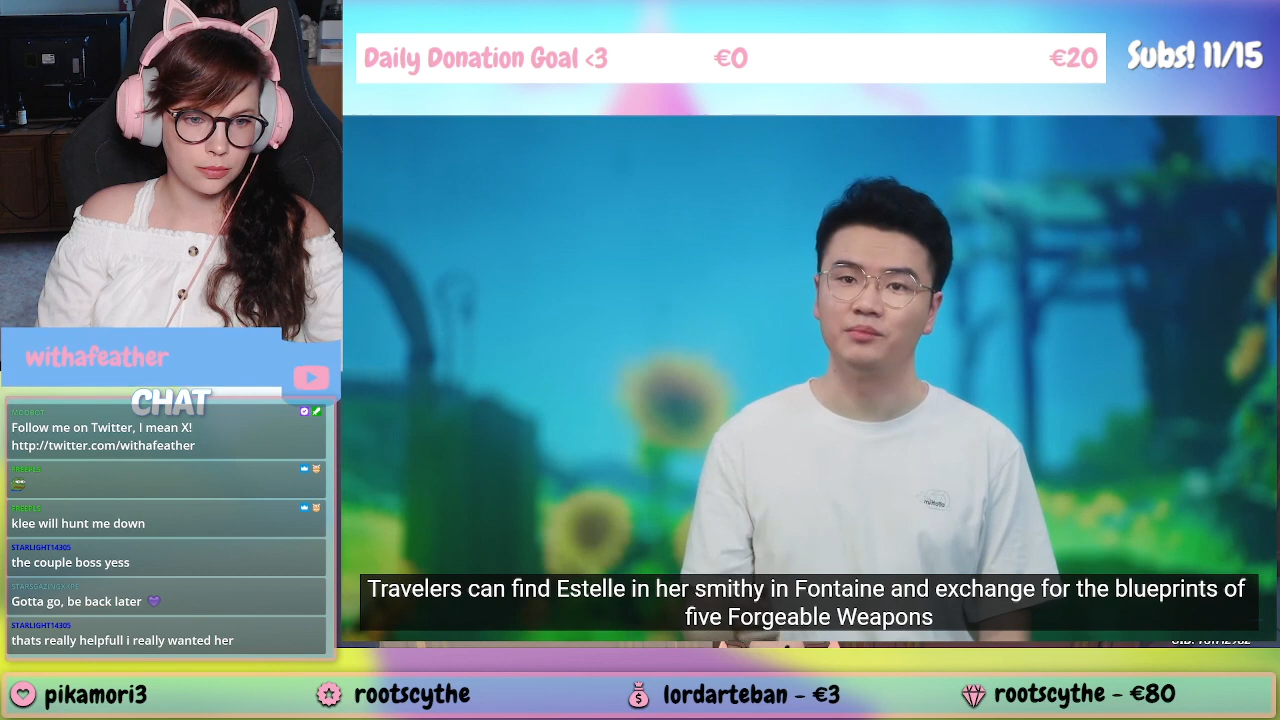 Daily Donation Goal <3 €0 €20
Subs! 11/15
withafeather
CHAT
MOOBOT
Follow me on Twitter, I mean X!
http://twitter.com/withafeather
FREEPLS
FREEPLS
klee will hunt me down
STARLIGHT14305
the couple boss yess
Gotta go, be back later 💜
STARLIGHT14305
thats really helpfull i really wanted her
Travelers can find Estelle in her smithy in Fontaine and exchange for the blueprints of
five Forgeable Weapons
pikamori3
rootscythe
lordarteban - €3
rootscythe - €80